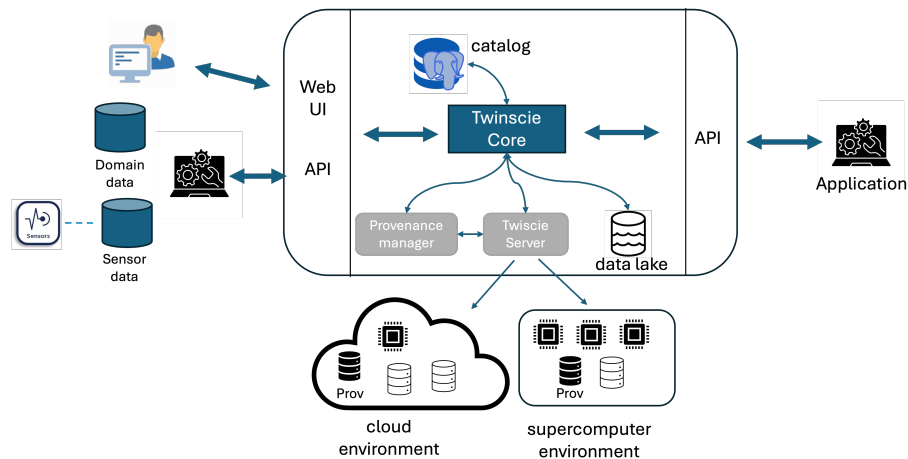 catalog
Web
UI
Twinscie
Core
API
API
Domain
data
Application
Provenance
manager
Twiscie
Server
Sensors
Sensor
data
data lake
Prov
Prov
cloud
environment
supercomputer
environment